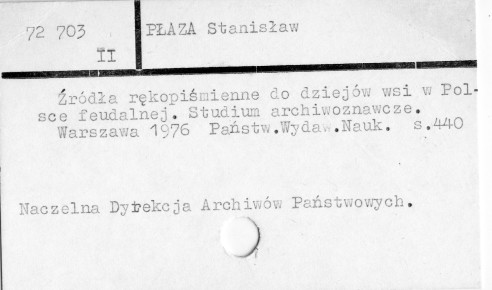 72 703
II
PŁAZA Stanisław
Źródła rękopiśmienne do dziejów wsi w Pol-
sce feudalnej. Studium archiwoznawcze.
Warszawa 1976 Państw.Wydaw.Nauk. s.440
Naczelna Dyrekcja Archiwów Państwowych.